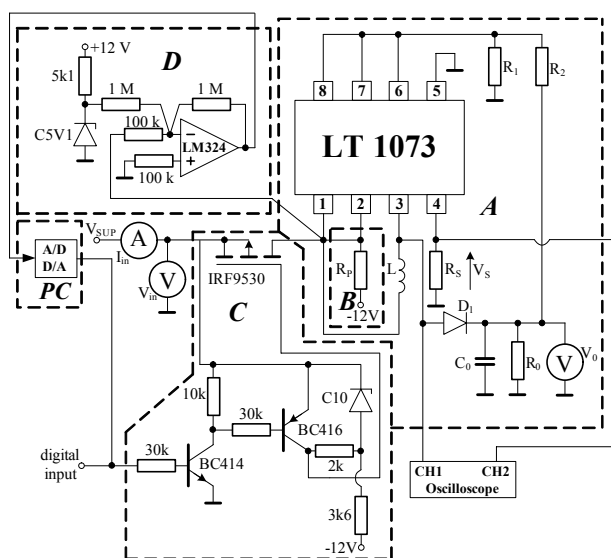 +12 V
D
5k1
1 M
1 M
C5V1
100 k
LM324
100 k
8 7 6 5
R1
R2
LT 1073
1 2 3 4
A
VSUP
A
Iin
A/D
D/A
PC
V
Vin
IRF9530
C
RP
B
-12V
L
RS
VS
D1
C0
R0
V
V0
10k
30k
C10
BC416
30k
BC414
2k
3k6
-12V
digital
input
CH1 CH2
Oscilloscope